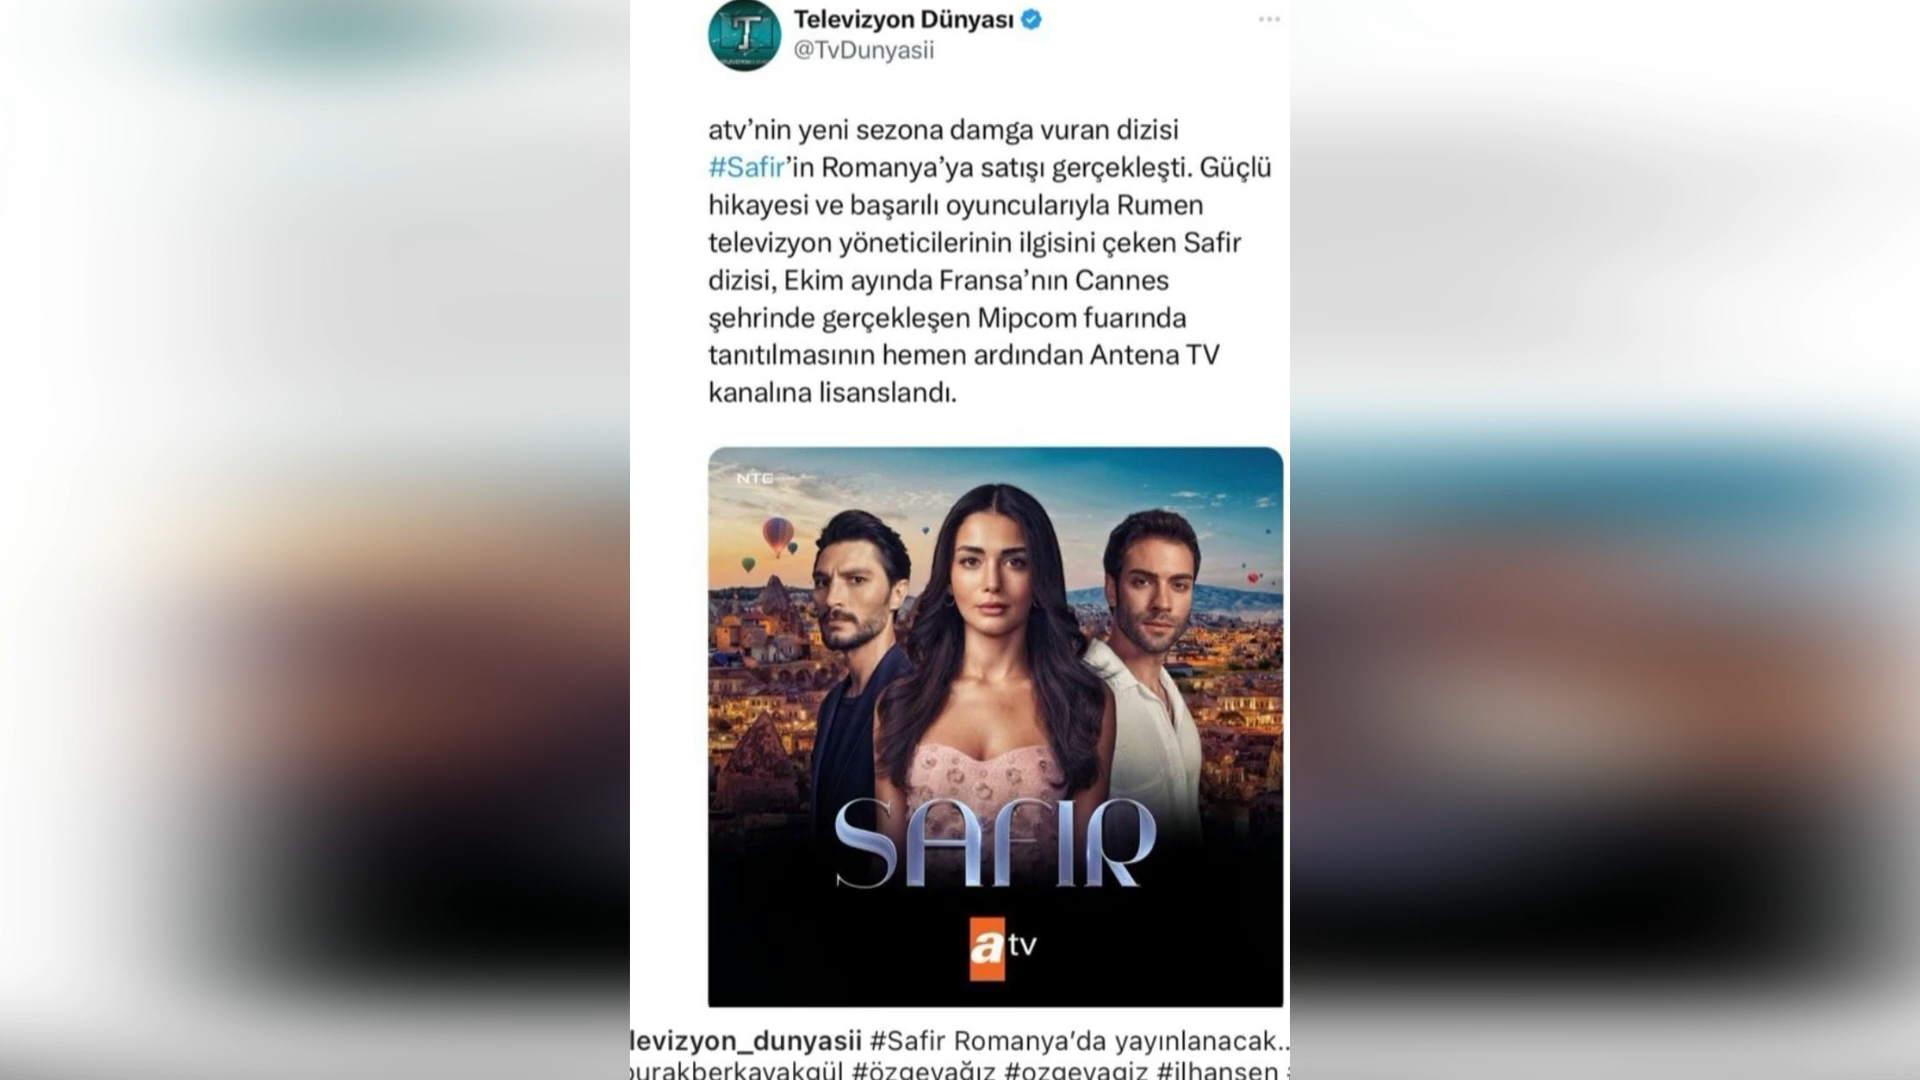 Televizyon Dünyası
@TvDunyasii
atv’nin yeni sezona damga vuran dizisi
#Safir’in Romanya’ya satışı gerçekleşti. Güçlü
hikayesi ve başarılı oyuncularıyla Rumen
televizyon yöneticilerinin ilgisini çeken Safir
dizisi, Ekim ayında Fransa’nın Cannes
şehrinde gerçekleşen Mipcom fuarında
tanıtılmasının hemen ardından Antena TV
kanalına lisanslandı.
NTC
SAFIR
atv
levizyon_dunyasii #Safir Romanya’da yayınlanacak..
burakberkayakgül #özgeyağız #ozgeyagiz #ilhansen